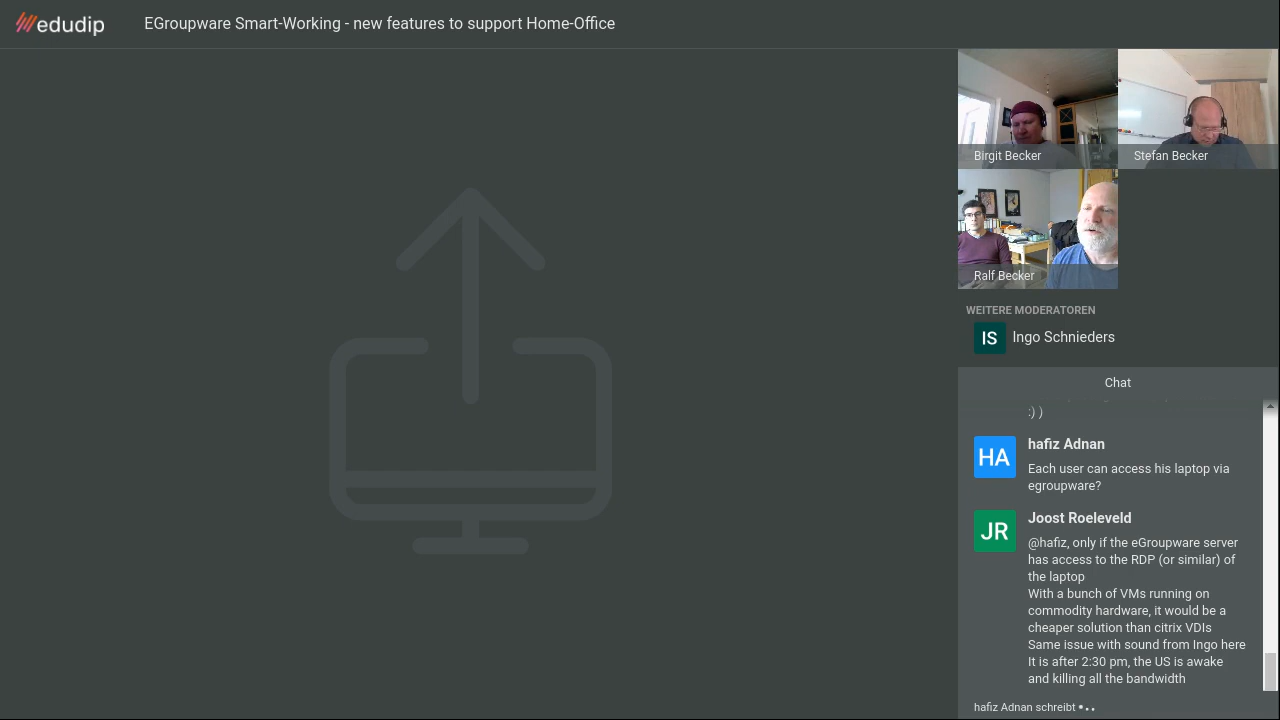 edudip
EGroupware Smart-Working - new features to support Home-Office
Birgit Becker
Stefan Becker
Ralf Becker
WEITERE MODERATOREN
IS
Ingo Schnieders
Chat
:) )
HA
hafiz Adnan
Each user can access his laptop via
egroupware?
JR
Joost Roeleveld
@hafiz, only if the eGroupware server
has access to the RDP (or similar) of
the laptop
With a bunch of VMs running on
commodity hardware, it would be a
cheaper solution than citrix VDIs
Same issue with sound from Ingo here
It is after 2:30 pm, the US is awake
and killing all the bandwidth
hafiz Adnan schreibt